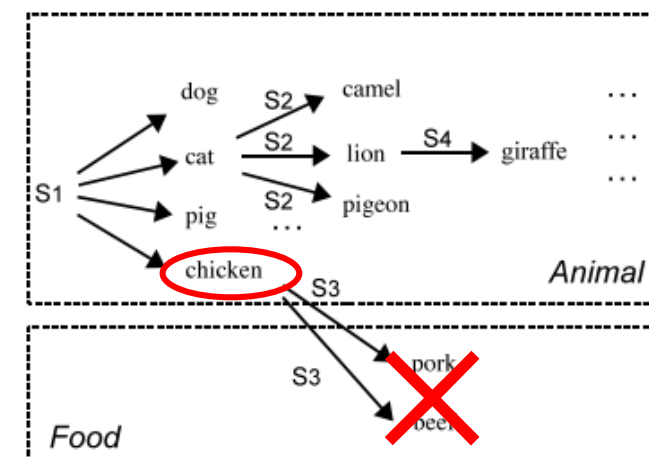 dog S2 camel ...
S2 S4 ...
S1 cat lion giraffe ...
pig S2 pigeon
...
chicken Animal
S3
pork
S3
beef
Food